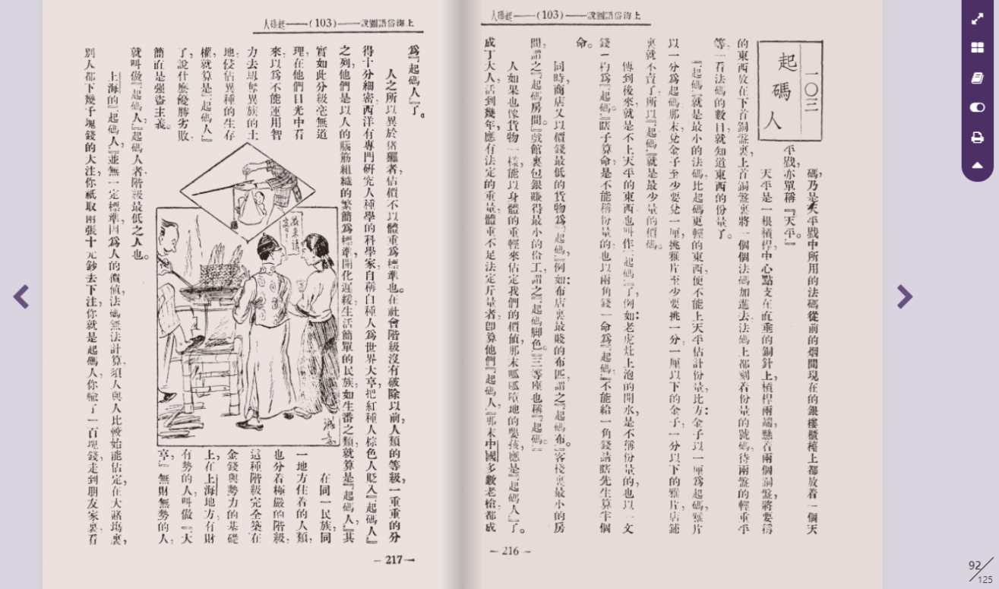 上海俗語圖說——(103)——起碼人
一〇三
起碼人
碼，乃是天平戥中所用的法碼從前的烟間現在的銀樓櫃檯上都放着一個天
平戥，亦單稱『天平。』
天平是一根槓桿中心點支在直垂的銅針上，槓桿兩端懸着兩個銅盤，將要稱
的東西放在下首銅盤裏，上首銅盤裏將一個個法碼加進去，法碼上都刻着份量的號碼，待兩盤的輕重平
等，一看法碼的數目，就知道東西的份量了。
『起碼』就是最小的法碼，比起碼更輕的東西，便不能上天平估計份量，比方：金子以一厘爲起碼，鴉片
以一分爲起碼，那末，兌金子至少要兌一厘，挑鴉片至少要挑一分，一厘以下的金子，一分以下的鴉片，店鋪
裏就不賣了，所以『起碼』就是最少量的價碼。
傳到後來，就是不上天平的東西也叫作『起碼』了，例如：老虎灶上泡的開水，是不稱份量的，也以一文
錢一杓爲『起碼。』瞎子算命，是不能稱份量的，也以兩角錢一命爲『起碼，』不能給一角錢請瞎先生算半個
命。
同時，商店又以價錢最低的貨物爲『起碼，』例如：布店裏最賤的布匹，謂之『起碼布。』客棧裏最小的房
間，謂之『起碼房間。』戲館裏包銀賺得最小的伶工，謂之『起碼脚色。』三等座也稱『起碼。』
人如果也像貨物一樣，能以身體的重輕來估定我們的價值，那末呱呱墮地的嬰孩，應是『起碼人』了。
成丁大人，活到幾年，應有法定的重量，體重不足法定斤量者，卽算他們『起碼人，』那末中國多數老槍都成
— 216 —
上海俗語圖說——(103)——起碼人
爲『起碼人』了。
人之所以異於猪玀者，估價不以體重爲標準也。在社會階級沒有破除以前，人類的等級，一重重的分
得十分細密，西洋有專門研究人種學的科學家，自稱白種人爲世界大亨，把紅種人棕色人貶入『起碼人』
之列，他們是以人的腦筋組織的繁簡爲標準，開化遲緩，生活簡單的民族，如生番之類，就算是『起碼人，』其
實如此分級，毫無道
理，在他們目光中看
來，以爲不能運用智
力去侮辱異族的土
地，侵佔異種的生存
權，就算是『起碼人』
了，說什麼優勝劣敗，
簡直是强盜主義。
在同一民族，同
一地方住着的人類，
也分着極嚴的階級，
這種階級完全築在
金錢與勢力的基礎
上，在上海地方，有財
有勢的人，叫做『大
亨，』無財無勢的人，
就叫做『起碼人，』起碼人者，階級最低之人也。
上海的『起碼人，』並無一定標準，因爲人的價值，法碼無法計算，須人與人比較始能估定，在大賭塲裏，
別人都下幾千塊錢的大注，你祇取兩張十元鈔去下注，你就是起碼人，你輸了一百塊錢，走到朋友家裏看
— 217 —
92
125